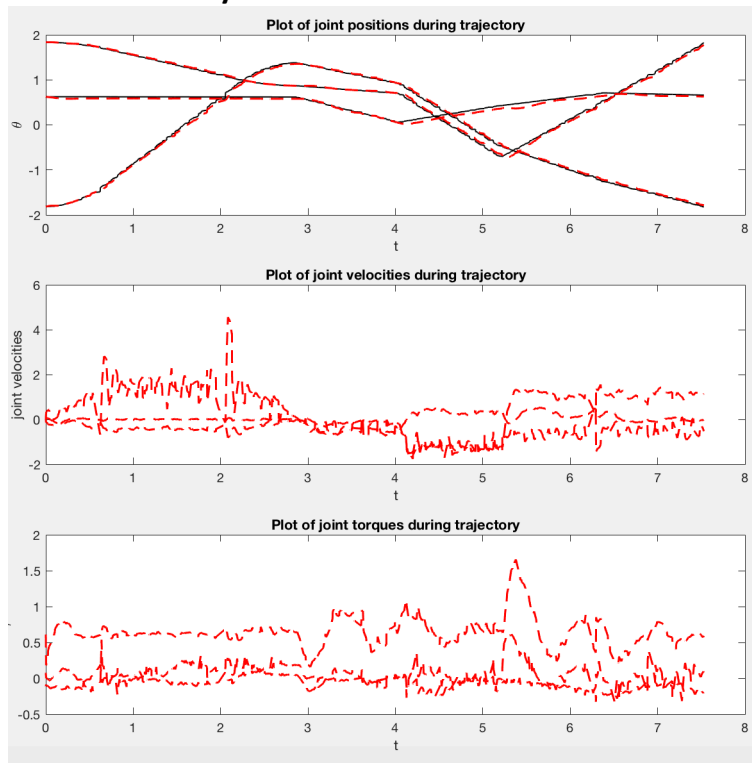 Plot of joint positions during trajectory
2
1
0
-1
-2
θ
0 1 2 3 4 5 6 7 8
t
Plot of joint velocities during trajectory
6
4
2
0
-2
joint velocities
0 1 2 3 4 5 6 7 8
t
Plot of joint torques during trajectory
2
1.5
1
0.5
0
-0.5
0 1 2 3 4 5 6 7 8
t